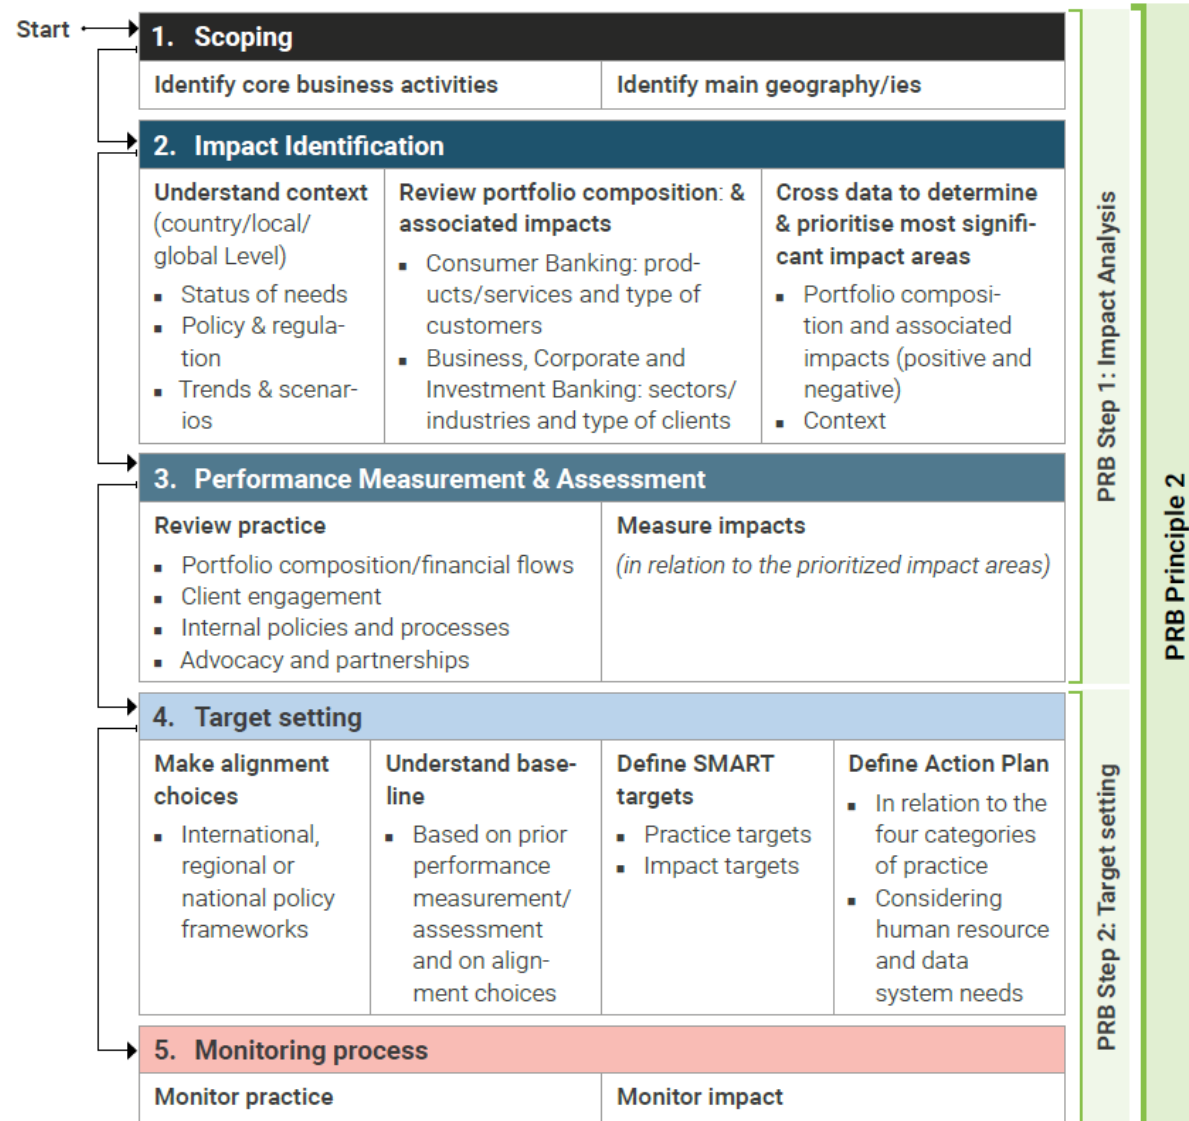 Start
1. Scoping
Identify core business activities
Identify main geography/ies
2. Impact Identification
Understand context
(country/local/
global Level)
▪ Status of needs
▪ Policy & regula-
tion
▪ Trends & scenar-
ios
Review portfolio composition: &
associated impacts
▪ Consumer Banking: prod-
ucts/services and type of
customers
▪ Business, Corporate and
Investment Banking: sectors/
industries and type of clients
Cross data to determine
& prioritise most signifi-
cant impact areas
▪ Portfolio composi-
tion and associated
impacts (positive and
negative)
▪ Context
3. Performance Measurement & Assessment
Review practice
▪ Portfolio composition/financial flows
▪ Client engagement
▪ Internal policies and processes
▪ Advocacy and partnerships
Measure impacts
(in relation to the prioritized impact areas)
4. Target setting
Make alignment
choices
▪ International,
regional or
national policy
frameworks
Understand base-
line
▪ Based on prior
performance
measurement/
assessment
and on align-
ment choices
Define SMART
targets
▪ Practice targets
▪ Impact targets
Define Action Plan
▪ In relation to the
four categories
of practice
▪ Considering
human resource
and data
system needs
5. Monitoring process
Monitor practice
Monitor impact
PRB Step 1: Impact Analysis
PRB Step 2: Target setting
PRB Principle 2